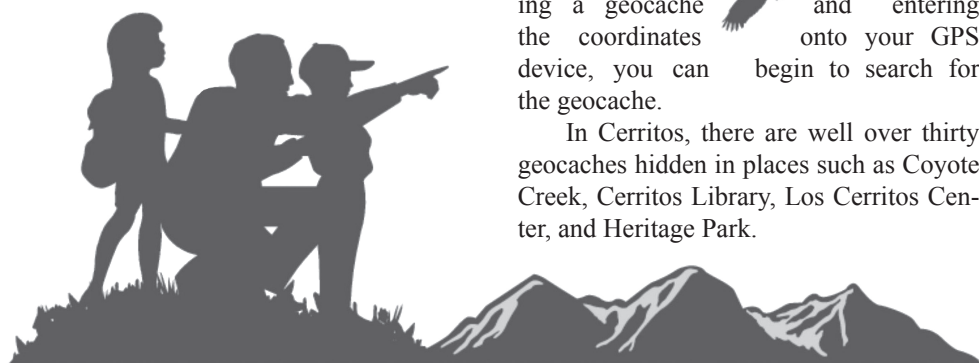 ing a geocache and entering
the coordinates onto your GPS
device, you can begin to search for
the geocache.
In Cerritos, there are well over thirty
geocaches hidden in places such as Coyote
Creek, Cerritos Library, Los Cerritos Cen-
ter, and Heritage Park.